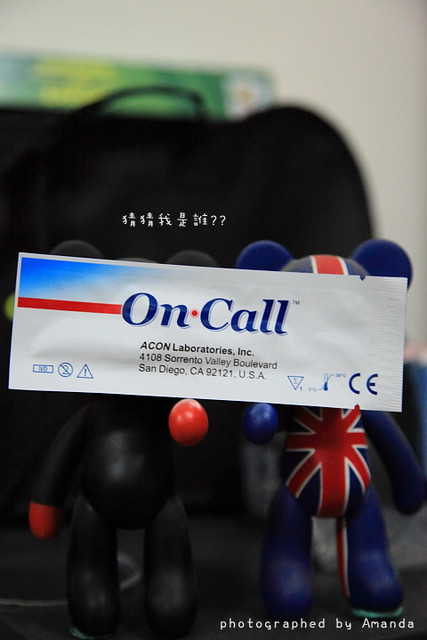 猜猜我是誰??
On•Call™
ACON Laboratories, Inc.
4108 Sorrento Valley Boulevard
San Diego, CA 92121, U.S.A.
IVD
CE
photographed by Amanda